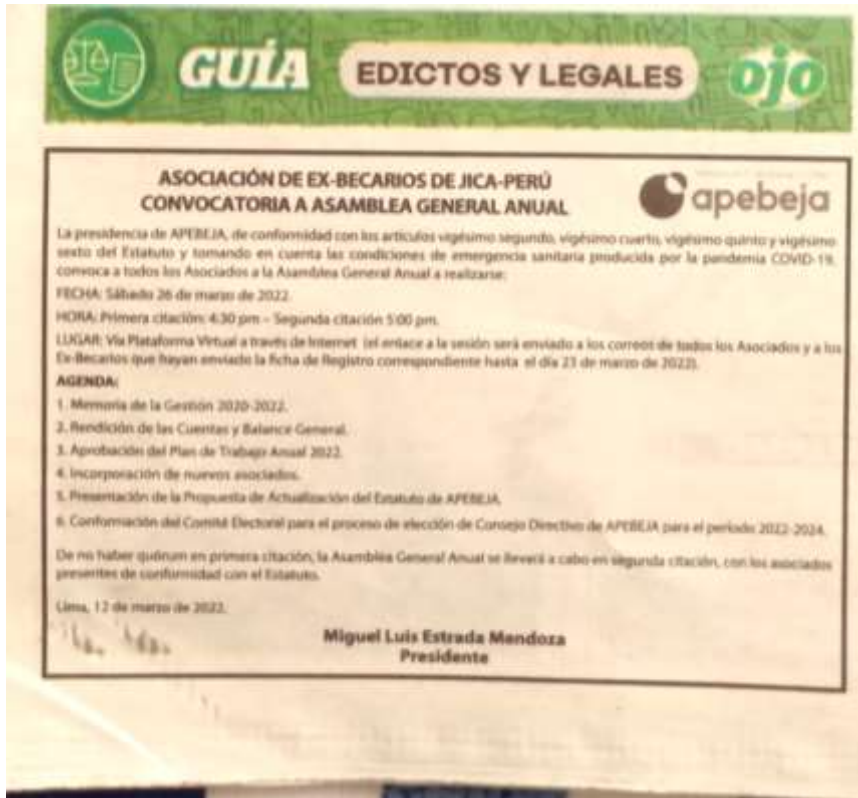 GUÍA EDICTOS Y LEGALES ojo
ASOCIACIÓN DE EX-BECARIOS DE JICA-PERÚ
CONVOCATORIA A ASAMBLEA GENERAL ANUAL
apebeja
La presidencia de APEBEJA, de conformidad con los artículos vigésimo segundo, vigésimo cuarto, vigésimo quinto y vigésimo
sexto del Estatuto y tomando en cuenta las condiciones de emergencia sanitaria producida por la pandemia COVID-19,
convoca a todos los Asociados a la Asamblea General Anual a realizarse:
FECHA: Sábado 26 de marzo de 2022.
HORA: Primera citación: 4:30 pm – Segunda citación 5:00 pm.
LUGAR: Vía Plataforma Virtual a través de Internet (el enlace a la sesión será enviado a los correos de todos los Asociados y a los
Ex-Becarios que hayan enviado la ficha de Registro correspondiente hasta el día 23 de marzo de 2022).
AGENDA:
1. Memoria de la Gestión 2020-2022.
2. Rendición de las Cuentas y Balance General.
3. Aprobación del Plan de Trabajo Anual 2022.
4. Incorporación de nuevos asociados.
5. Presentación de la Propuesta de Actualización del Estatuto de APEBEJA.
6. Conformación del Comité Electoral para el proceso de elección de Consejo Directivo de APEBEJA para el periodo 2022-2024.
De no haber quórum en primera citación, la Asamblea General Anual se llevará a cabo en segunda citación, con los asociados
presentes de conformidad con el Estatuto.
Lima, 12 de marzo de 2022.
Miguel Luis Estrada Mendoza
Presidente